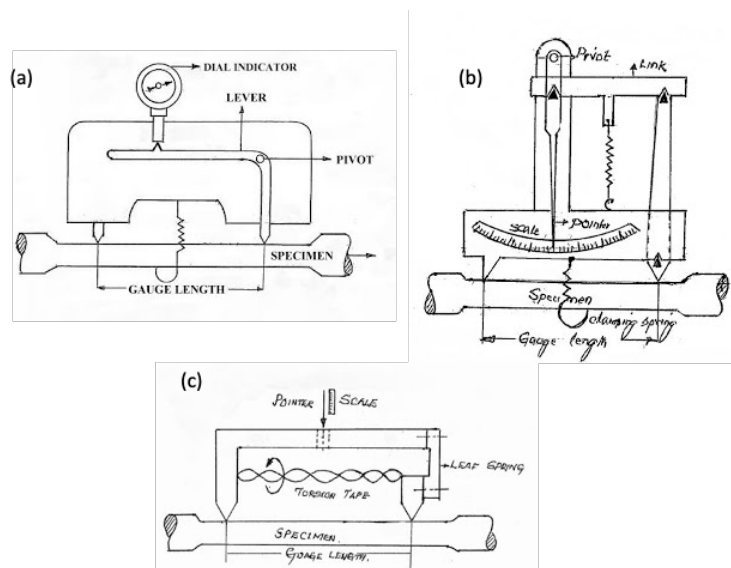 (a)
DIAL INDICATOR
LEVER
PIVOT
SPECIMEN
GAUGE LENGTH
(b)
Pivot
Link
scale
pointer
Specimen
clamping spring
Gauge length
(c)
POINTER
SCALE
LEAF SPRING
TORSION TAPE
SPECIMEN.
GUAGE LENGTH.